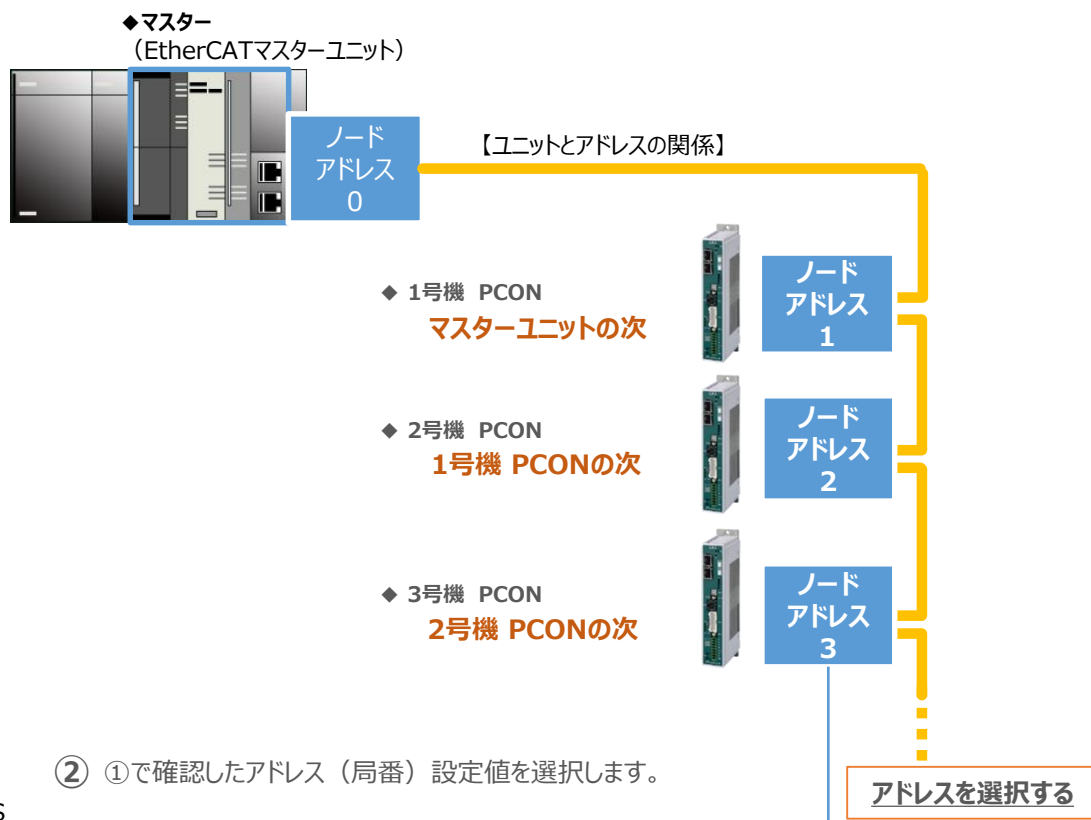 ◆マスター
（EtherCATマスターユニット）
ノード
アドレス
0
【ユニットとアドレスの関係】
◆ 1号機 PCON
マスターユニットの次
ノード
アドレス
1
◆ 2号機 PCON
1号機 PCONの次
ノード
アドレス
2
◆ 3号機 PCON
2号機 PCONの次
ノード
アドレス
3
② ①で確認したアドレス（局番）設定値を選択します。
アドレスを選択する
S